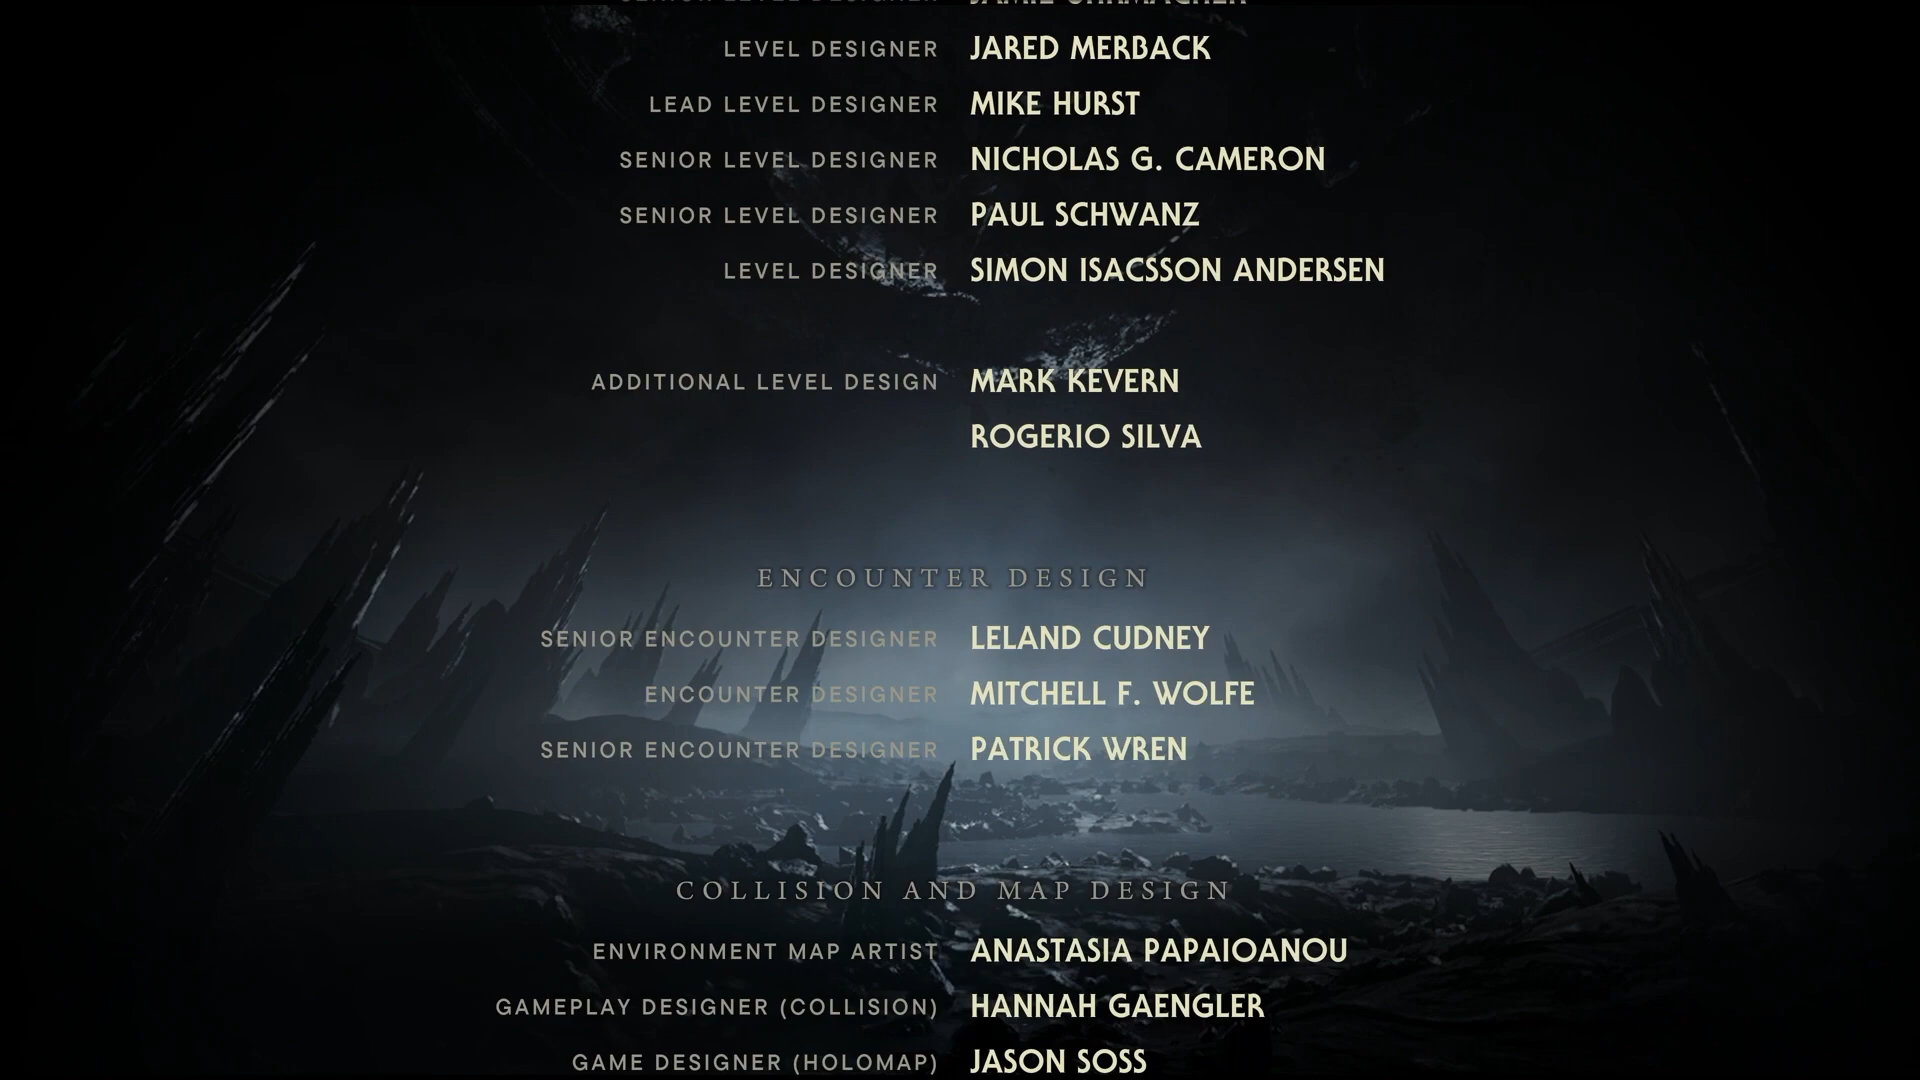 SENIOR LEVEL DESIGNER
LEVEL DESIGNER JARED MERBACK
LEAD LEVEL DESIGNER MIKE HURST
SENIOR LEVEL DESIGNER NICHOLAS G. CAMERON
SENIOR LEVEL DESIGNER PAUL SCHWANZ
LEVEL DESIGNER SIMON ISACSSON ANDERSEN
ADDITIONAL LEVEL DESIGN MARK KEVERN
ROGERIO SILVA
ENCOUNTER DESIGN
SENIOR ENCOUNTER DESIGNER LELAND CUDNEY
ENCOUNTER DESIGNER MITCHELL F. WOLFE
SENIOR ENCOUNTER DESIGNER PATRICK WREN
COLLISION AND MAP DESIGN
ENVIRONMENT MAP ARTIST ANASTASIA PAPAIOANOU
GAMEPLAY DESIGNER (COLLISION) HANNAH GAENGLER
GAME DESIGNER (HOLOMAP) JASON SOSS